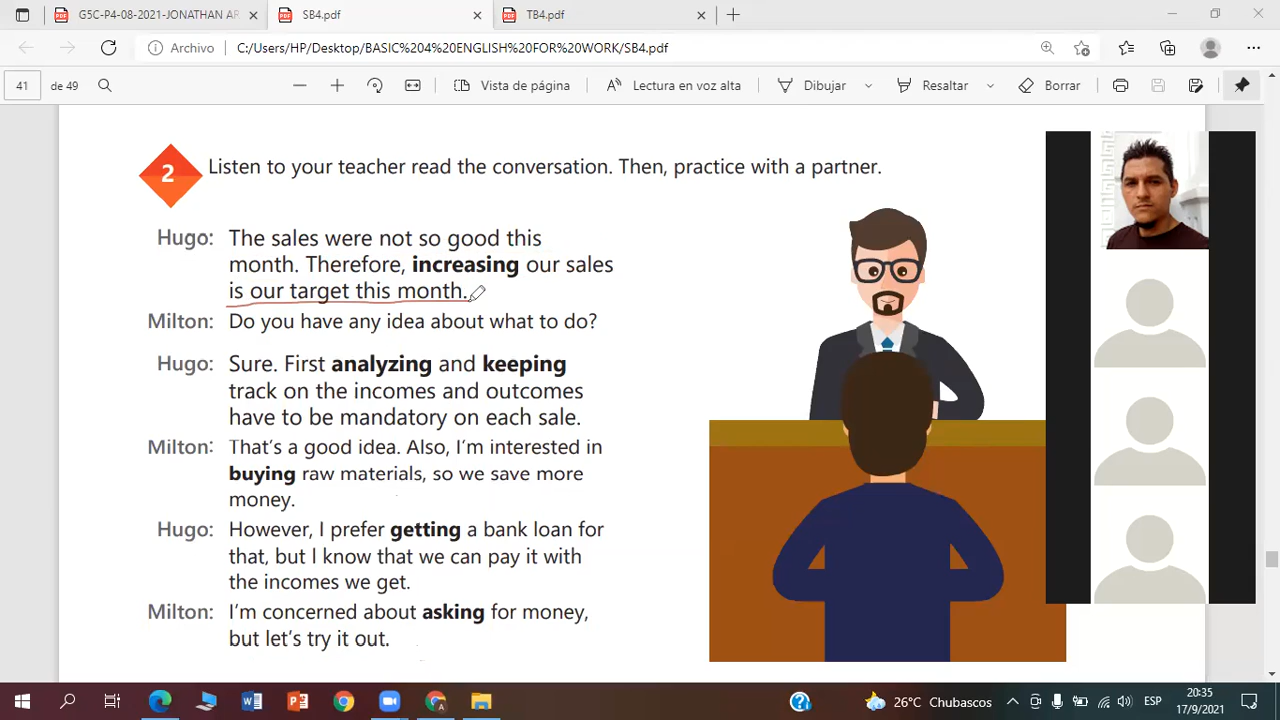 G5C-P4-08-2021-JONATHAN AR
SB4.pdf
TB4.pdf
Archivo
C:/Users/HP/Desktop/BASIC%204%20ENGLISH%20FOR%20WORK/SB4.pdf
41 de 49
Vista de página
Lectura en voz alta
Dibujar
Resaltar
Borrar
2 Listen to your teacher read the conversation. Then, practice with a partner.
Hugo: The sales were not so good this
month. Therefore, increasing our sales
is our target this month.
Milton: Do you have any idea about what to do?
Hugo: Sure. First analyzing and keeping
track on the incomes and outcomes
have to be mandatory on each sale.
Milton: That's a good idea. Also, I'm interested in
buying raw materials, so we save more
money.
Hugo: However, I prefer getting a bank loan for
that, but I know that we can pay it with
the incomes we get.
Milton: I'm concerned about asking for money,
but let's try it out.
26°C Chubascos
ESP
20:35
17/9/2021